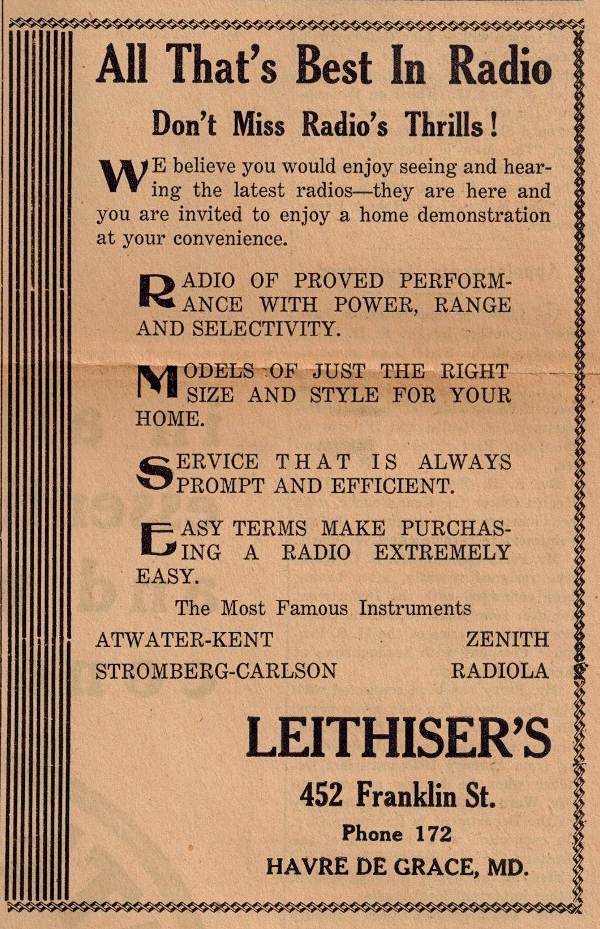 All That's Best In Radio
Don't Miss Radio's Thrills!
WE believe you would enjoy seeing and hear-
ing the latest radios—they are here and
you are invited to enjoy a home demonstration
at your convenience.
RADIO OF PROVED PERFORM-
ANCE WITH POWER, RANGE
AND SELECTIVITY.
MODELS OF JUST THE RIGHT
SIZE AND STYLE FOR YOUR
HOME.
SERVICE THAT IS ALWAYS
PROMPT AND EFFICIENT.
EASY TERMS MAKE PURCHAS-
ING A RADIO EXTREMELY
EASY.
The Most Famous Instruments
ATWATER-KENT ZENITH
STROMBERG-CARLSON RADIOLA
LEITHISER'S
452 Franklin St.
Phone 172
HAVRE DE GRACE, MD.